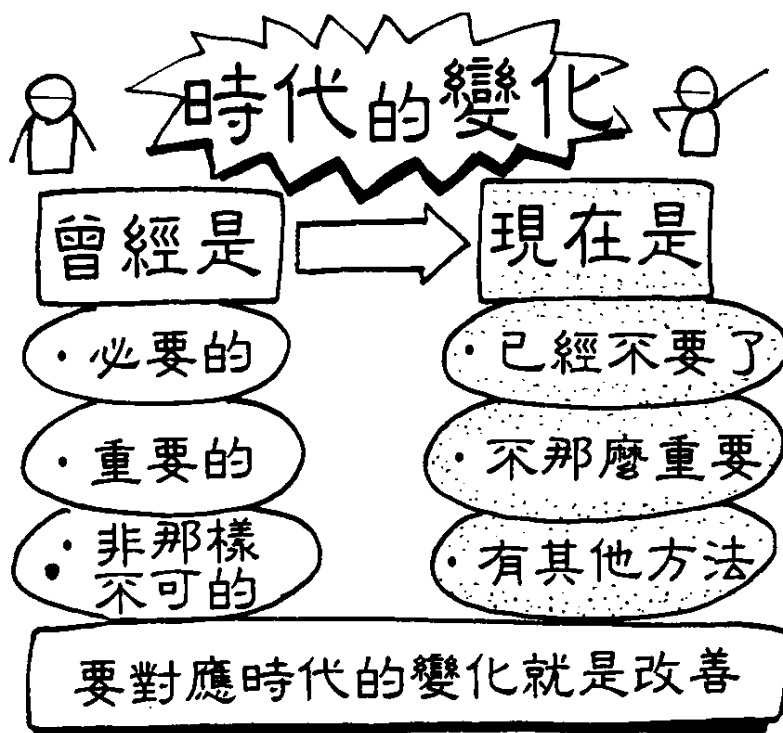 時代的變化
曾經是
現在是
・必要的
・已經不要了
・重要的
・不那麼重要
・非那樣
不可的
・有其他方法
要對應時代的變化就是改善